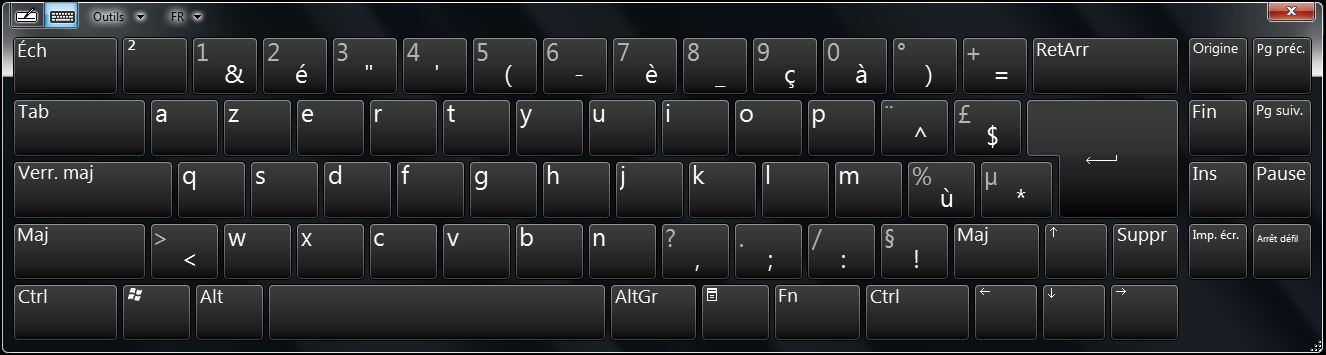 Outils FR x
Éch ² 1 & 2 é 3 " 4 ' 5 ( 6 - 7 è 8 _ 9 ç 0 à ° ) + = RetArr Origine Pg préc.
Tab a z e r t y u i o p ¨ ^ £ $ Fin Pg suiv.
Verr. maj q s d f g h j k l m % ù µ * Ins Pause
Maj > < w x c v b n ? , . ; / : § ! Maj ↑ Suppr Imp. écr. Arrêt défil
Ctrl Alt AltGr Fn Ctrl ← ↓ →